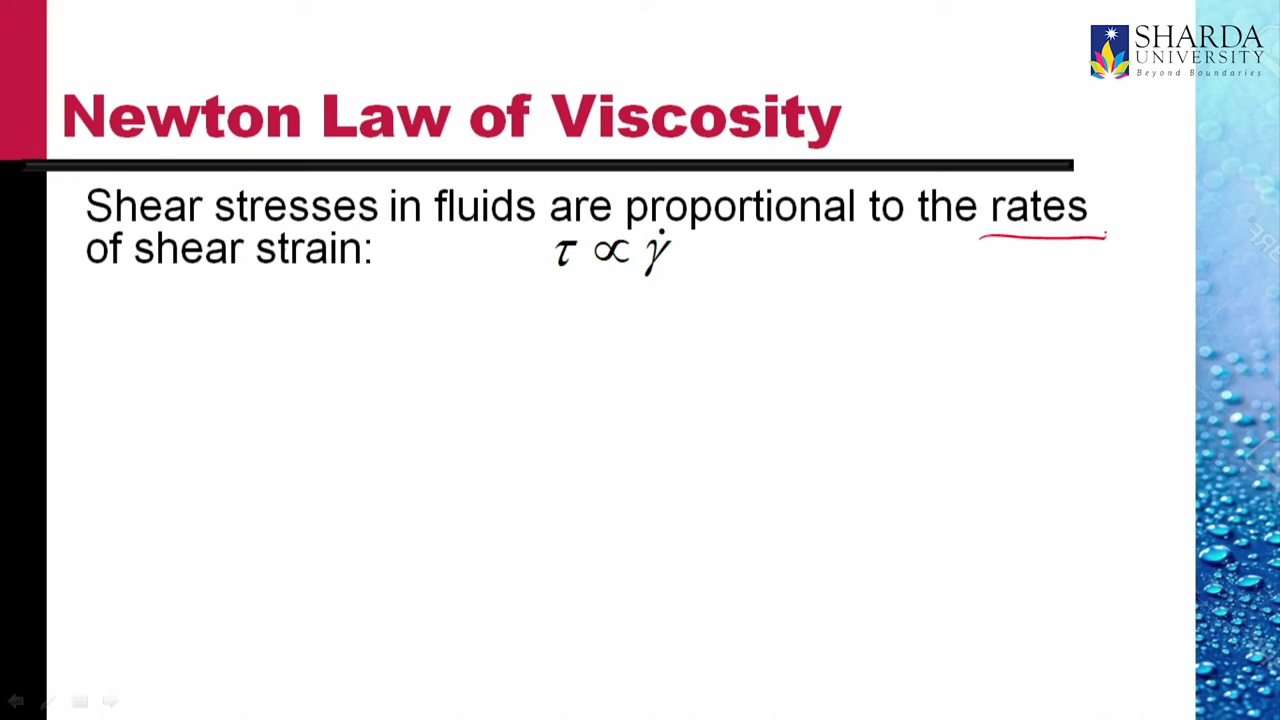 SHARDA
UNIVERSITY
Beyond Boundaries
Newton Law of Viscosity
Shear stresses in fluids are proportional to the rates
of shear strain: τ ∝ γ̇